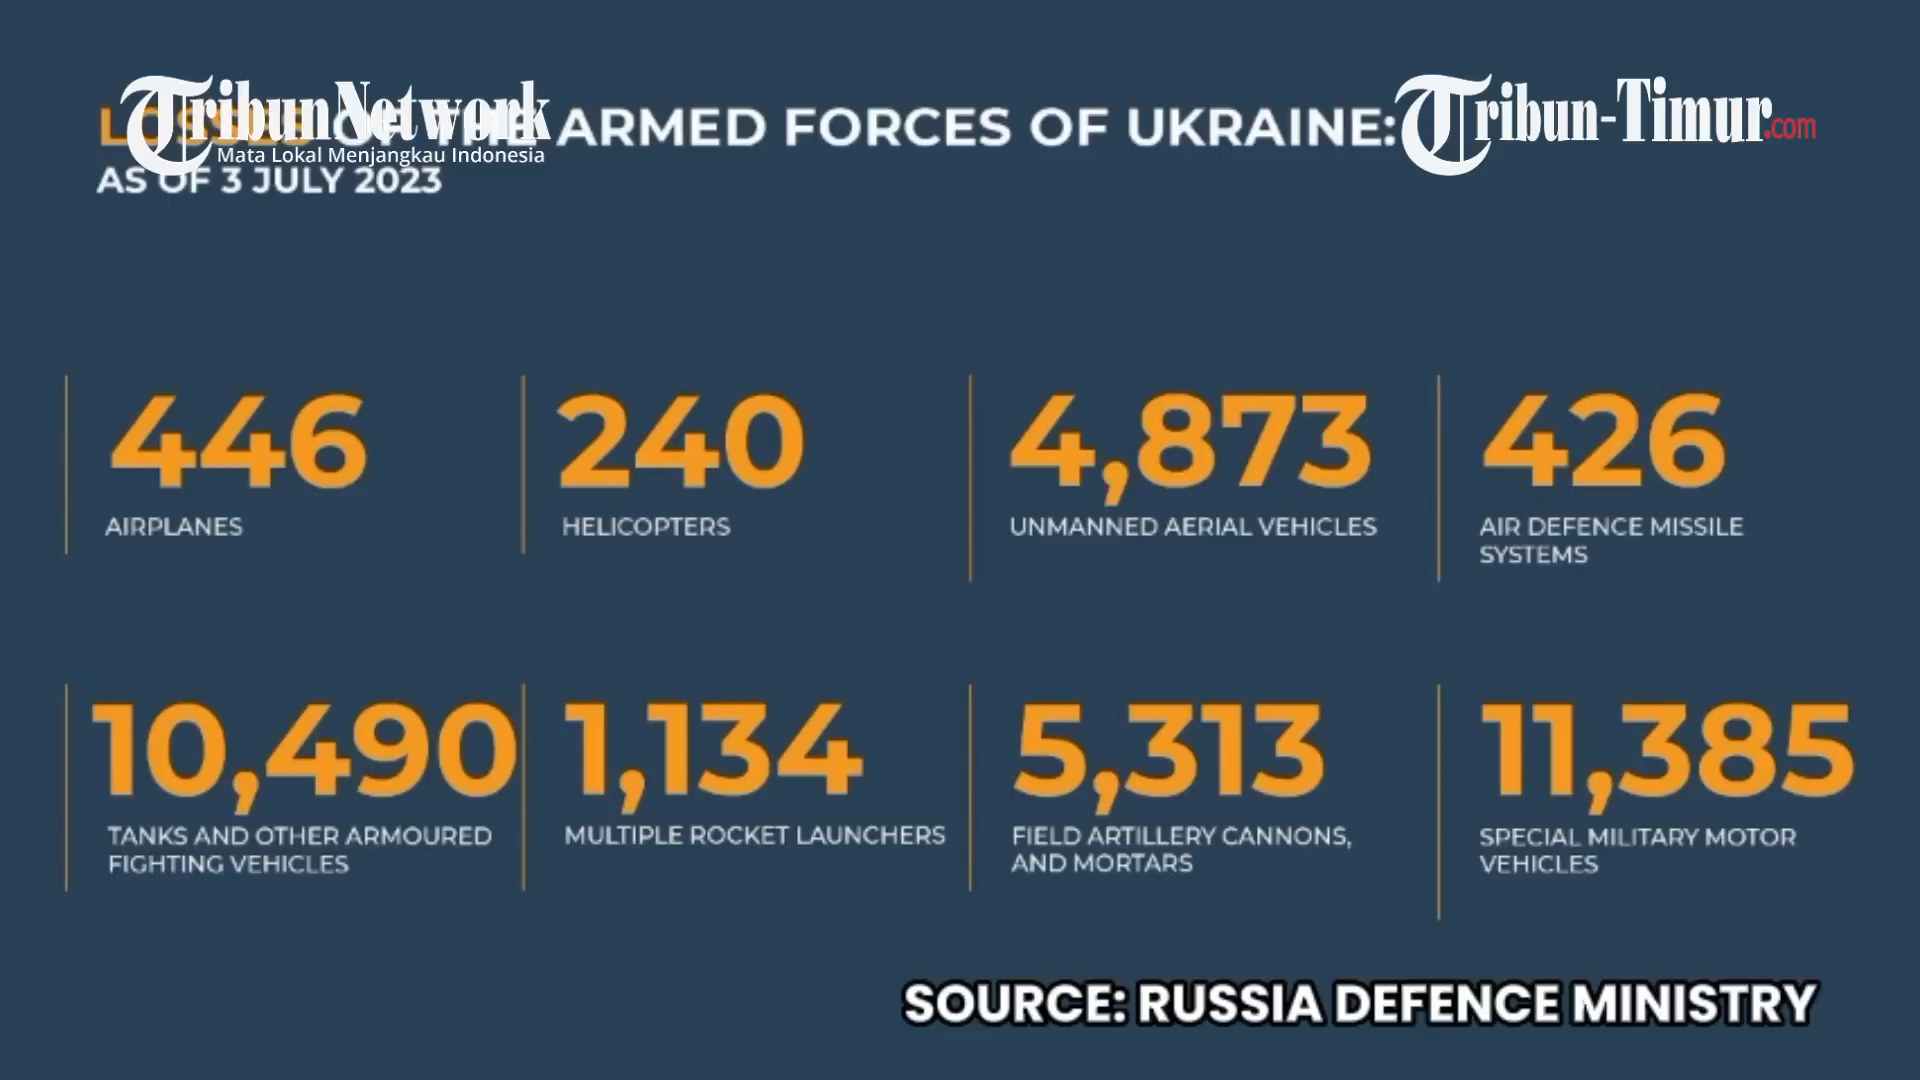 TribunNetwork
Mata Lokal Menjangkau Indonesia
LOSSES OF THE ARMED FORCES OF UKRAINE:
Tribun-Timur.com
AS OF 3 JULY 2023
446
AIRPLANES
240
HELICOPTERS
4,873
UNMANNED AERIAL VEHICLES
426
AIR DEFENCE MISSILE
SYSTEMS
10,490
TANKS AND OTHER ARMOURED
FIGHTING VEHICLES
1,134
MULTIPLE ROCKET LAUNCHERS
5,313
FIELD ARTILLERY CANNONS,
AND MORTARS
11,385
SPECIAL MILITARY MOTOR
VEHICLES
SOURCE: RUSSIA DEFENCE MINISTRY